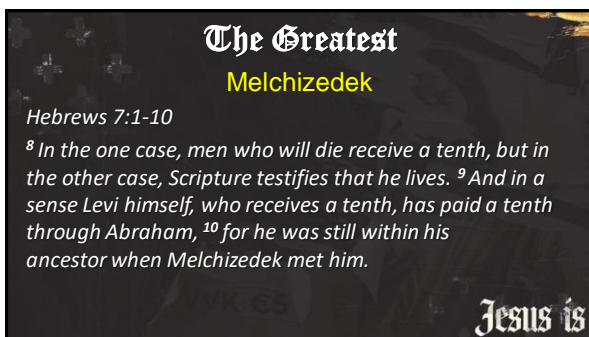 The Greatest
Melchizedek
Hebrews 7:1-10
8 In the one case, men who will die receive a tenth, but in
the other case, Scripture testifies that he lives. 9 And in a
sense Levi himself, who receives a tenth, has paid a tenth
through Abraham, 10 for he was still within his
ancestor when Melchizedek met him.
Jesus is